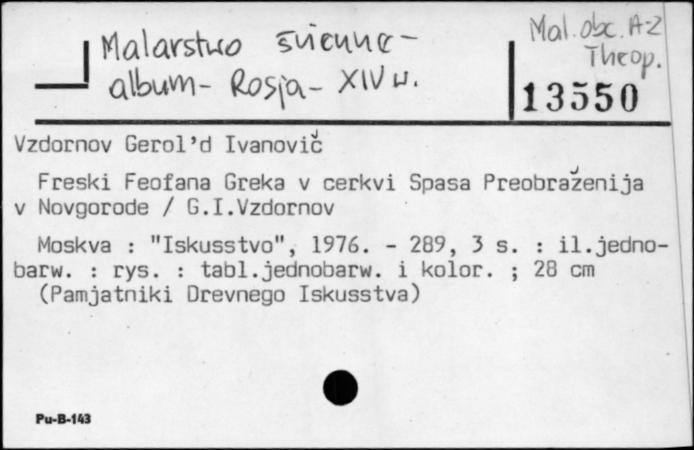 Malarstwo ścienne –
album – Rosja – XIV w.
Mal. obc. A-Z
Theop.
13550
Vzdornov Gerol'd Ivanovič
Freski Feofana Greka v cerkvi Spasa Preobraženija
v Novgorode / G.I.Vzdornov
Moskva : "Iskusstvo", 1976. - 289, 3 s. : il.jedno-
barw. : rys. : tabl.jednobarw. i kolor. ; 28 cm
(Pamjatniki Drevnego Iskusstva)
Pu-B-143